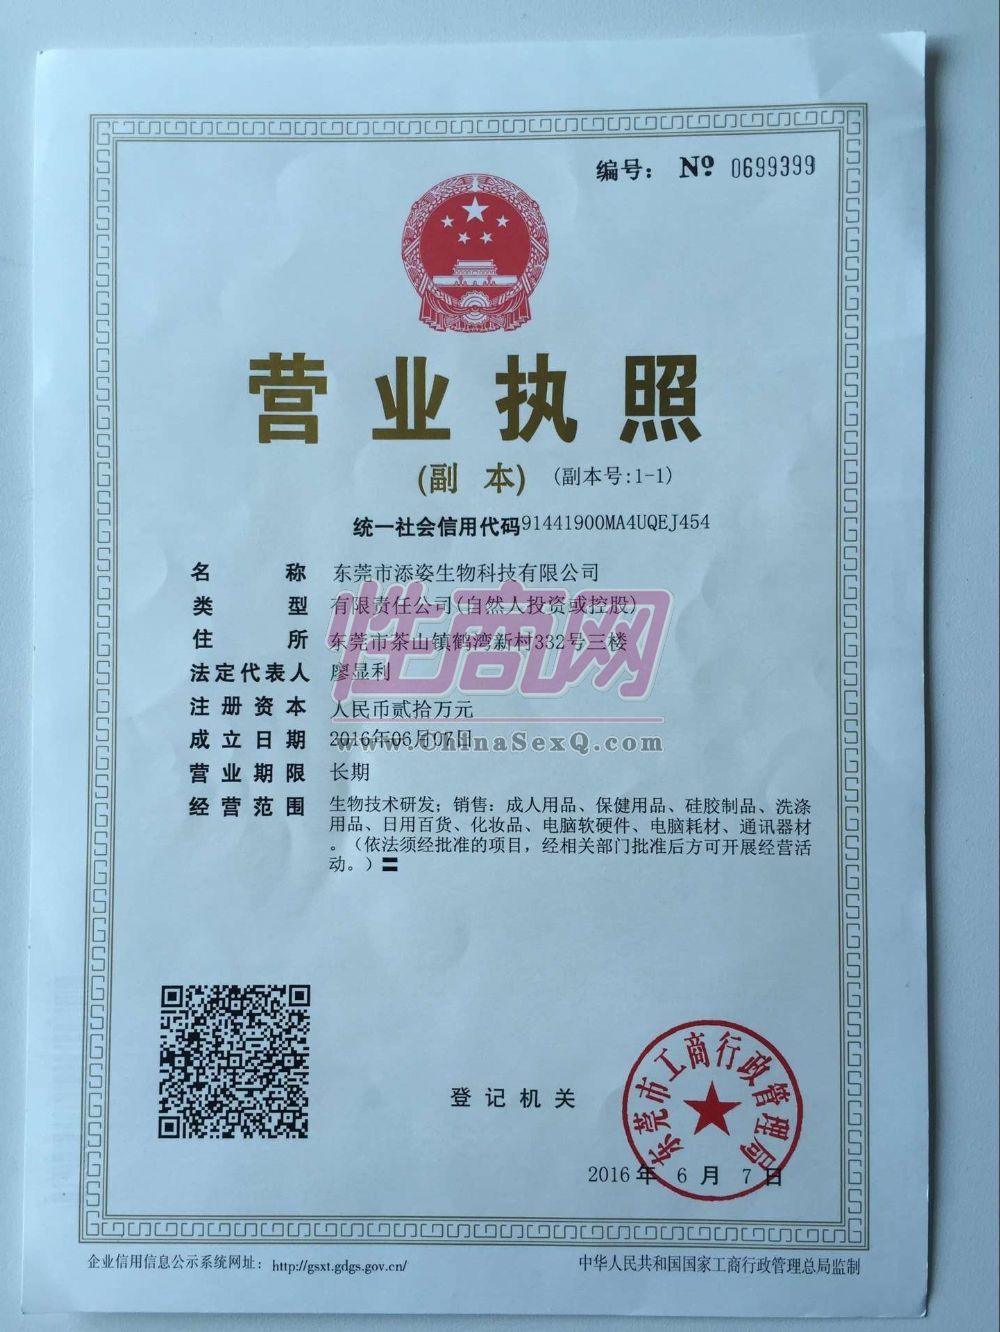 编号： № 0699399
营业执照
(副 本) (副本号:1-1)
统一社会信用代码91441900MA4UQEJ454
名 称 东莞市添姿生物科技有限公司
类 型 有限责任公司(自然人投资或控股)
住 所 东莞市茶山镇鹤湾新村332号三楼
法定代表人 廖显利
注册资本 人民币贰拾万元
成立日期 2016年06月07日
营业期限 长期
经营范围 生物技术研发；销售：成人用品、保健用品、硅胶制品、洗涤
用品、日用百货、化妆品、电脑软硬件、电脑耗材、通讯器材
。（依法须经批准的项目，经相关部门批准后方可开展经营活
动。）
性商网
www.ChinaSexQ.com
登记机关
东莞市工商行政管理局
2016年 6 月 7 日
企业信用信息公示系统网址： http://gsxt.gdgs.gov.cn/
中华人民共和国国家工商行政管理总局监制